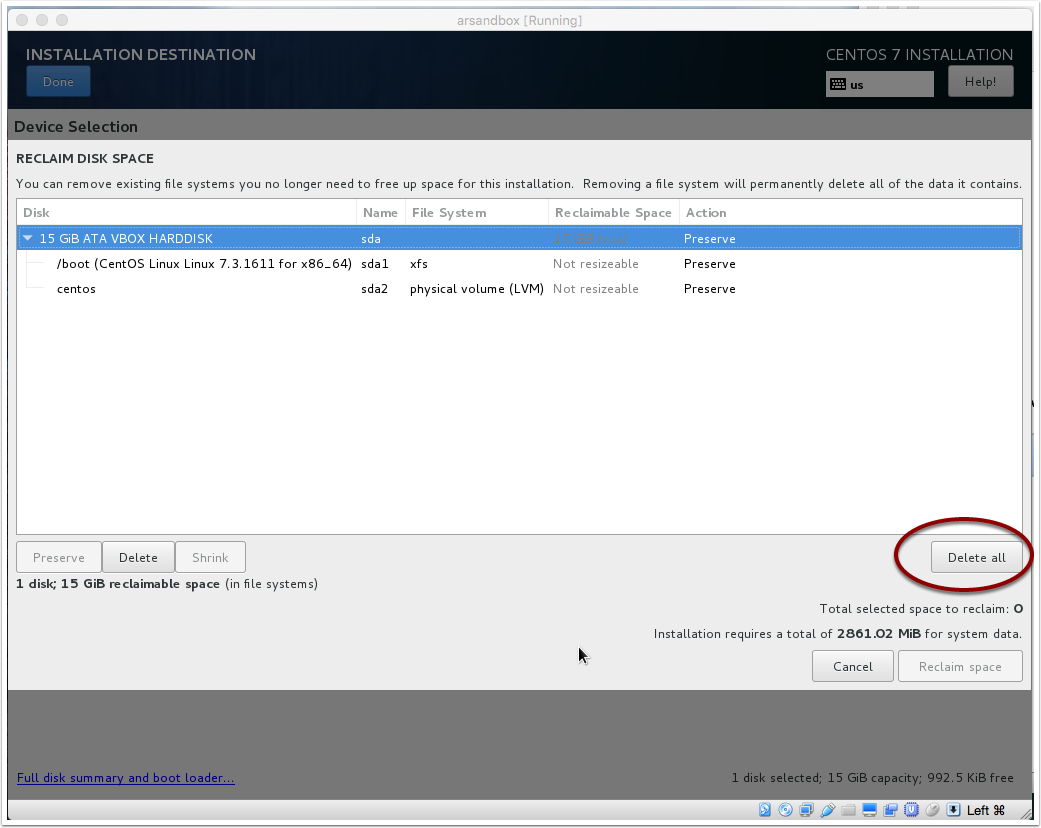 arsandbox [Running]
INSTALLATION DESTINATION
CENTOS 7 INSTALLATION
Done
us
Help!
Device Selection
RECLAIM DISK SPACE
You can remove existing file systems you no longer need to free up space for this installation. Removing a file system will permanently delete all of the data it contains.
Disk Name File System Reclaimable Space Action
15 GiB ATA VBOX HARDDISK sda Preserve
/boot (CentOS Linux Linux 7.3.1611 for x86_64) sda1 xfs Not resizeable Preserve
centos sda2 physical volume (LVM) Not resizeable Preserve
Preserve Delete Shrink Delete all
1 disk; 15 GiB reclaimable space (in file systems)
Total selected space to reclaim: 0
Installation requires a total of 2861.02 MiB for system data.
Cancel Reclaim space
Full disk summary and boot loader... 1 disk selected; 15 GiB capacity; 992.5 KiB free
Left ⌘